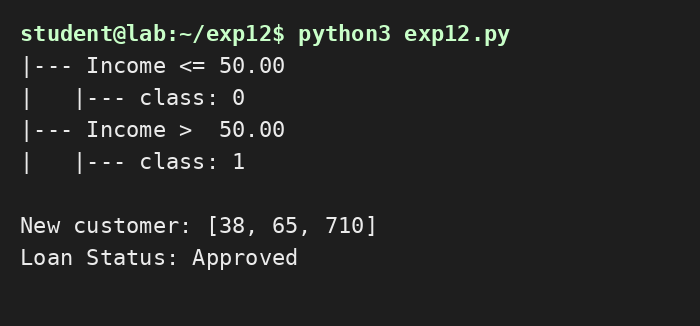 student@lab:~/exp12$ python3 exp12.py
|--- Income <= 50.00
|   |--- class: 0
|--- Income >  50.00
|   |--- class: 1
New customer: [38, 65, 710]
Loan Status: Approved